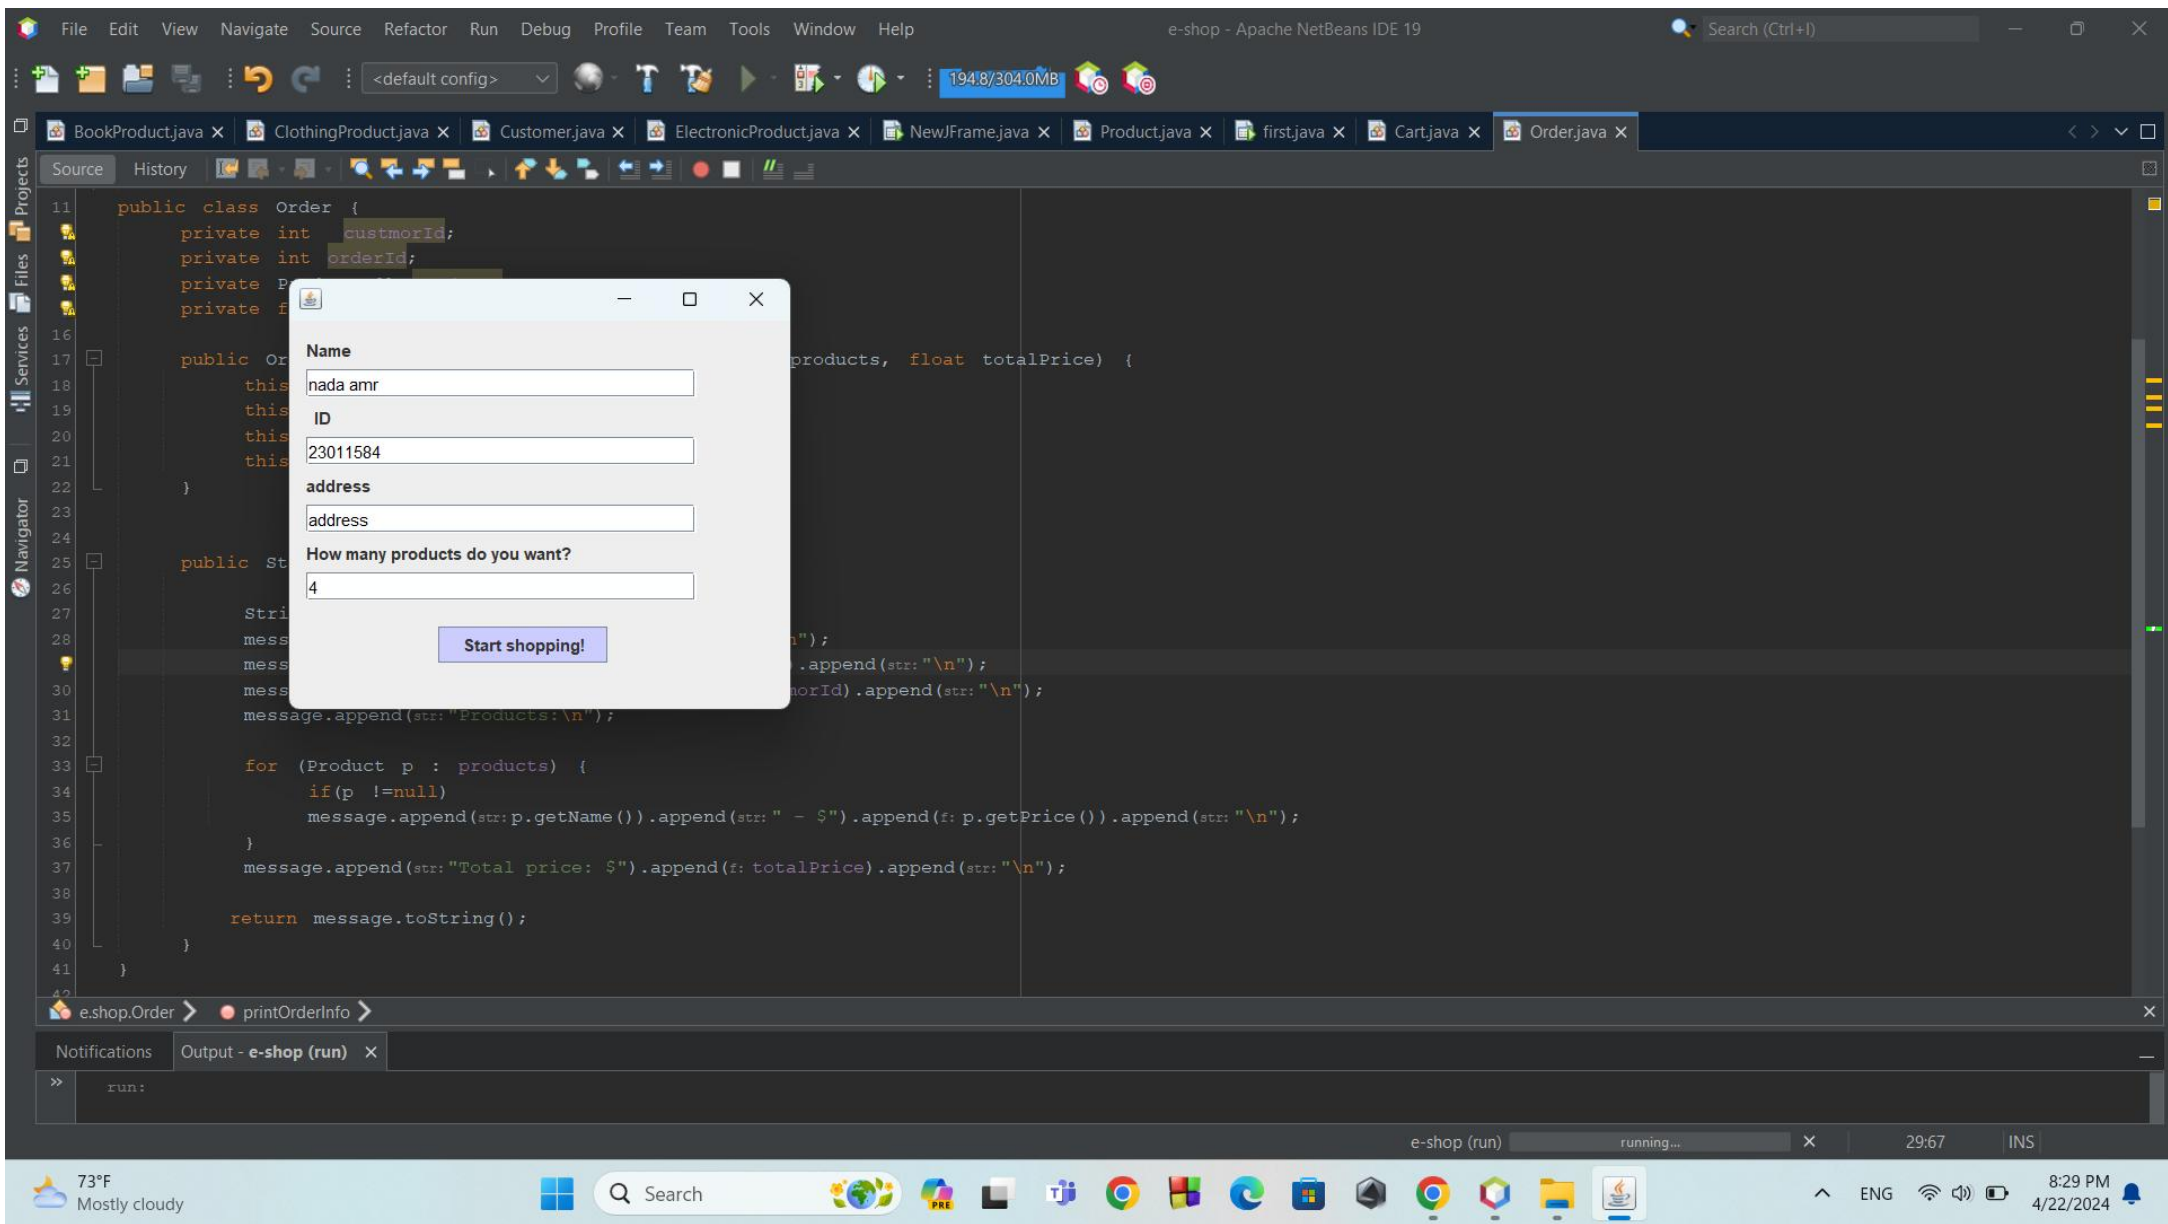 File Edit View Navigate Source Refactor Run Debug Profile Team Tools Window Help
e-shop - Apache NetBeans IDE 19
Search (Ctrl+I)
<default config>
194.8/304.0MB
BookProduct.java ClothingProduct.java Customer.java ElectronicProduct.java NewJFrame.java Product.java first.java Cart.java Order.java
Source History
Projects
Files
Services
Navigator
11 public class Order {
private int custmorId;
private int orderId;
private P
private f
16
17 public Or products, float totalPrice) {
18 this
19 this
20 this
21 this
22 }
23
24
25 public St
26
27 Stri
28 mess \n");
mess ).append(str:"\n");
30 mess morId).append(str:"\n");
31 message.append(str:"Products:\n");
32
33 for (Product p : products) {
34 if(p !=null)
35 message.append(str:p.getName()).append(str:" - $").append(f:p.getPrice()).append(str:"\n");
36 }
37 message.append(str:"Total price: $").append(f:totalPrice).append(str:"\n");
38
39 return message.toString();
40 }
41 }
42
Name
nada amr
ID
23011584
address
address
How many products do you want?
4
Start shopping!
e.shop.Order printOrderInfo
Notifications Output - e-shop (run)
run:
e-shop (run) running... 29:67 INS
73°F
Mostly cloudy
Search
PRE
ENG
8:29 PM
4/22/2024